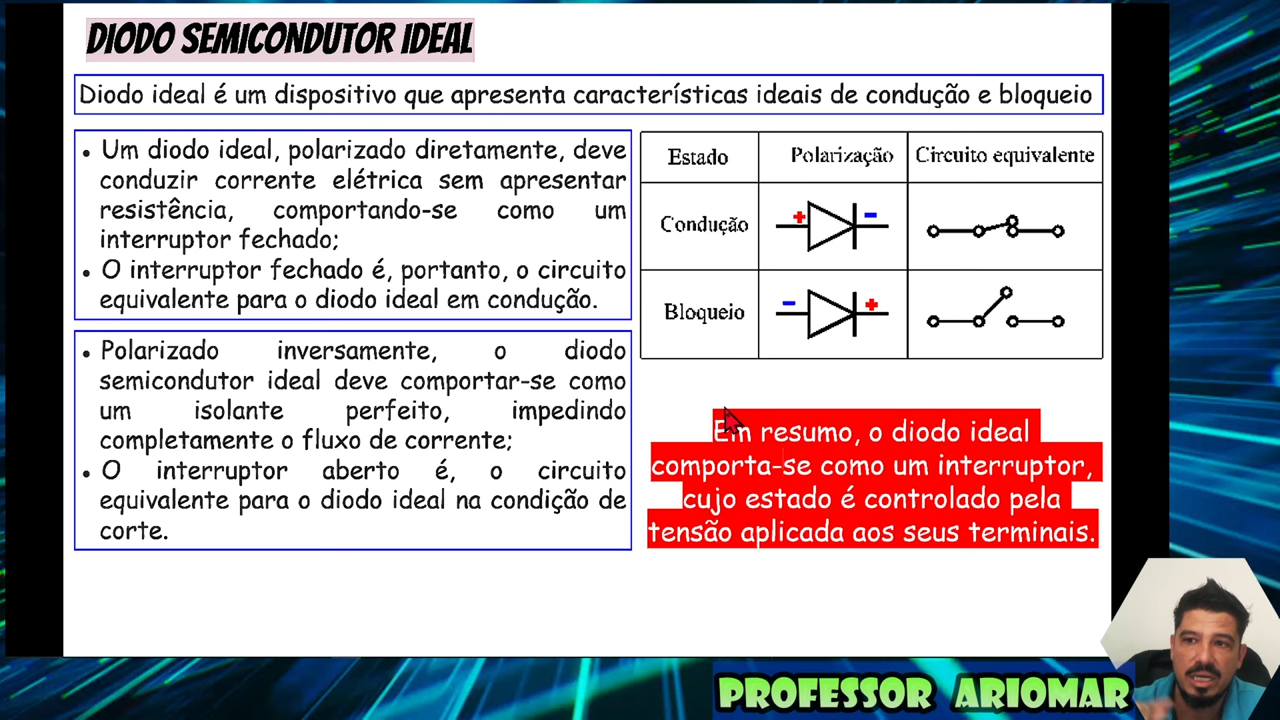 DIODO SEMICONDUTOR IDEAL
Diodo ideal é um dispositivo que apresenta características ideais de condução e bloqueio
• Um diodo ideal, polarizado diretamente, deve
conduzir corrente elétrica sem apresentar
resistência, comportando-se como um
interruptor fechado;
• O interruptor fechado é, portanto, o circuito
equivalente para o diodo ideal em condução.
• Polarizado inversamente, o diodo
semicondutor ideal deve comportar-se como
um isolante perfeito, impedindo
completamente o fluxo de corrente;
• O interruptor aberto é, o circuito
equivalente para o diodo ideal na condição de
corte.
Estado Polarização Circuito equivalente
Condução + -
Bloqueio - +
Em resumo, o diodo ideal
comporta-se como um interruptor,
cujo estado é controlado pela
tensão aplicada aos seus terminais.
PROFESSOR ARIOMAR